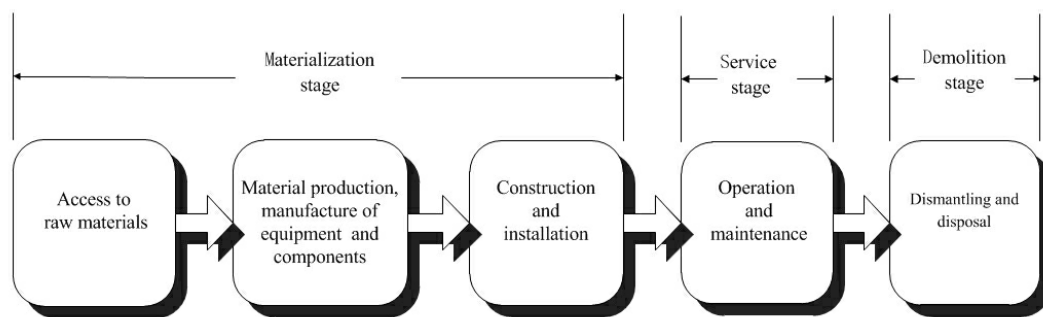 Materialization
stage
Service
stage
Demolition
stage
Access to
raw materials
Material production,
manufacture of
equipment and
components
Construction
and
installation
Operation
and
maintenance
Dismantling and
disposal